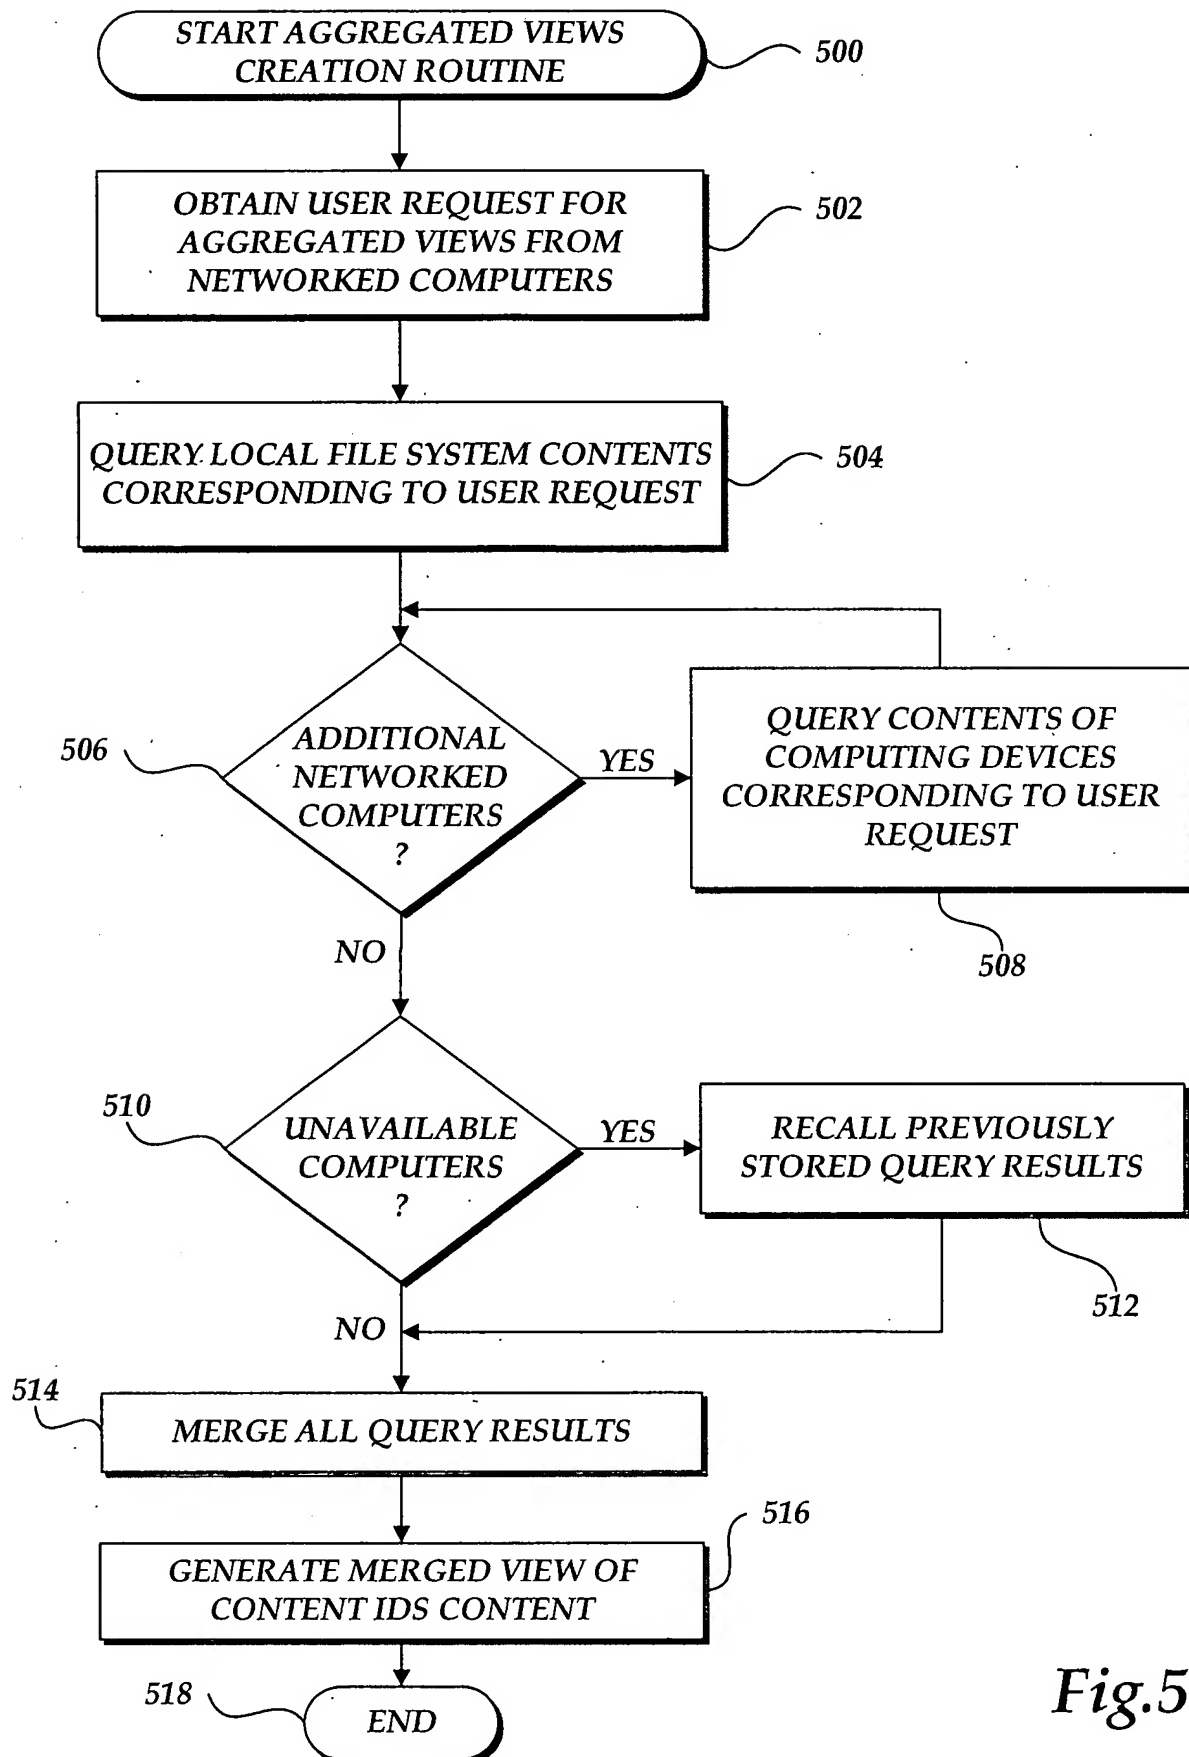 START AGGREGATED VIEWS
CREATION ROUTINE
500
OBTAIN USER REQUEST FOR
AGGREGATED VIEWS FROM
NETWORKED COMPUTERS
502
QUERY LOCAL FILE SYSTEM CONTENTS
CORRESPONDING TO USER REQUEST
504
506
ADDITIONAL
NETWORKED
COMPUTERS
?
YES
QUERY CONTENTS OF
COMPUTING DEVICES
CORRESPONDING TO USER
REQUEST
508
NO
510
UNAVAILABLE
COMPUTERS
?
YES
RECALL PREVIOUSLY
STORED QUERY RESULTS
512
NO
514
MERGE ALL QUERY RESULTS
516
GENERATE MERGED VIEW OF
CONTENT IDS CONTENT
518
END
Fig.5